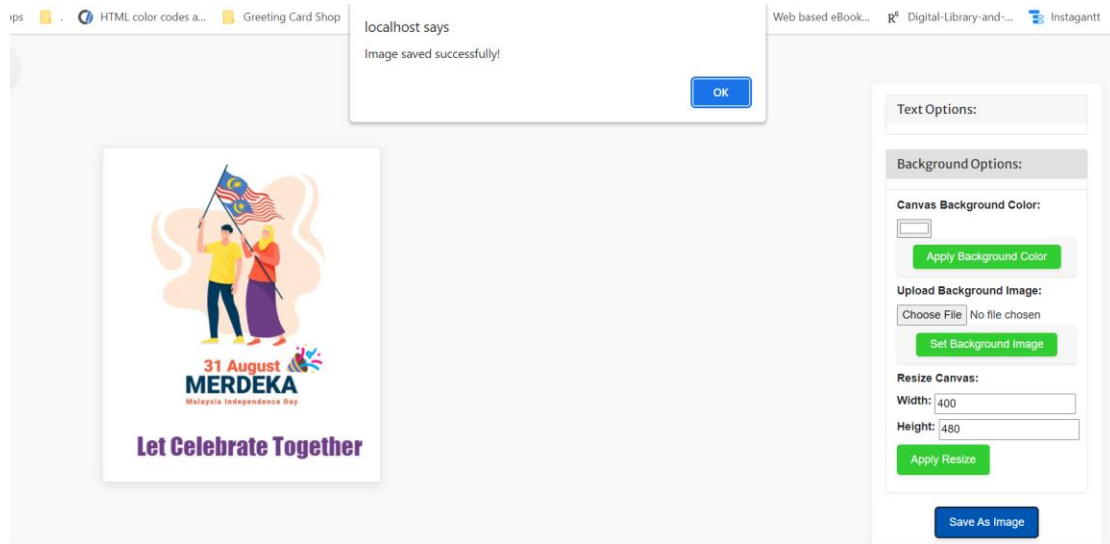 ps
.
HTML color codes a...
Greeting Card Shop
Web based eBook...
R⁶ Digital-Library-and-...
Instagantt
localhost says
Image saved successfully!
OK
31 August
MERDEKA
Malaysia Independence Day
Let Celebrate Together
Text Options:
Background Options:
Canvas Background Color:
Apply Background Color
Upload Background Image:
Choose File No file chosen
Set Background Image
Resize Canvas:
Width: 400
Height: 480
Apply Resize
Save As Image